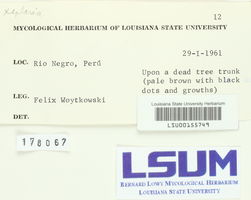 Xylaria
12
MYCOLOGICAL HERBARIUM OF LOUISIANA STATE UNIVERSITY
29-I-1961
LOC. Rio Negro, Perú
Upon a dead tree trunk
(pale brown with black
dots and growths)
LEG. Felix Woytkowski
DET.
Louisiana State University Herbarium
LSU00155749
178067
LSUM
BERNARD LOWY MYCOLOGICAL HERBARIUM
LOUISIANA STATE UNIVERSITY